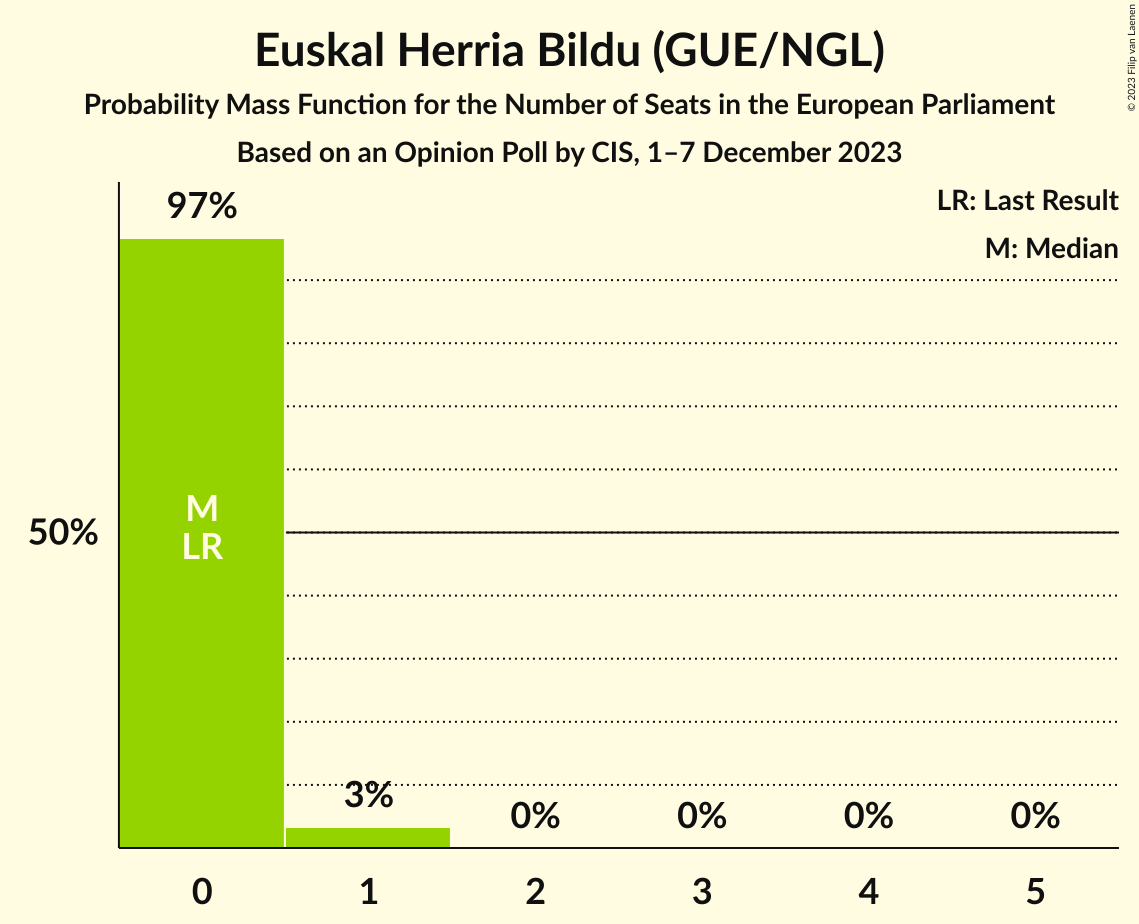 Euskal Herria Bildu (GUE/NGL)
Probability Mass Function for the Number of Seats in the European Parliament
Based on an Opinion Poll by CIS, 1–7 December 2023
© 2023 Filip van Laenen
LR: Last Result
M: Median
97%
M
LR
50%
3%
0%
0%
0%
0%
0
1
2
3
4
5